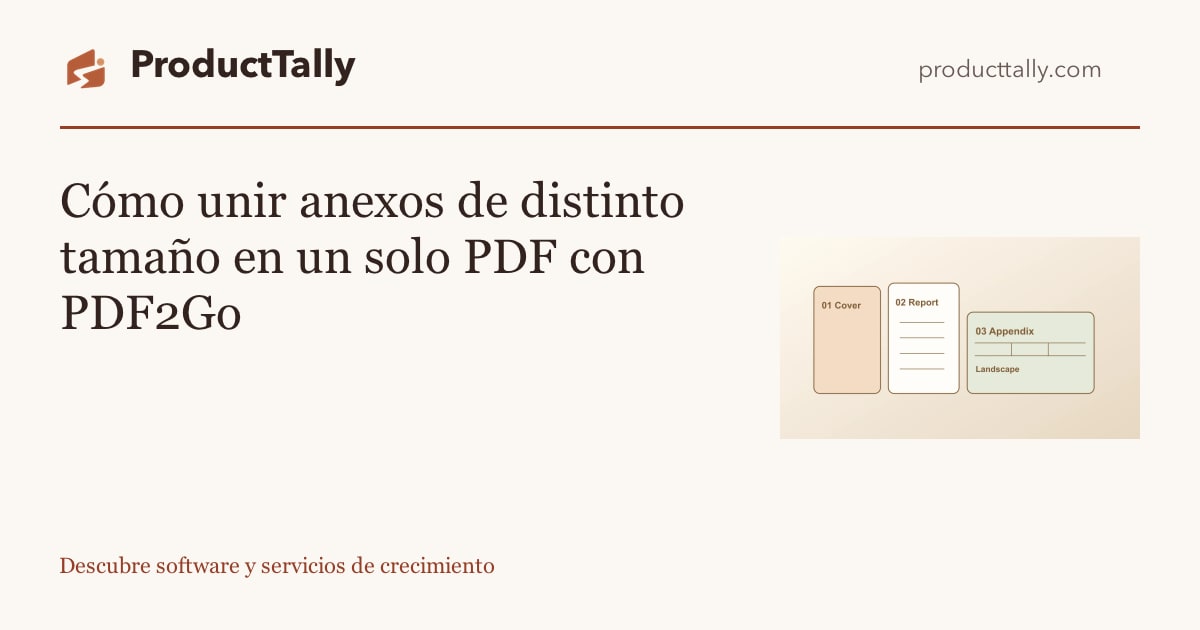 ProductTally
producttally.com
Cómo unir anexos de distinto
tamaño en un solo PDF con
PDF2Go
01 Cover
02 Report
03 Appendix
Landscape
Descubre software y servicios de crecimiento